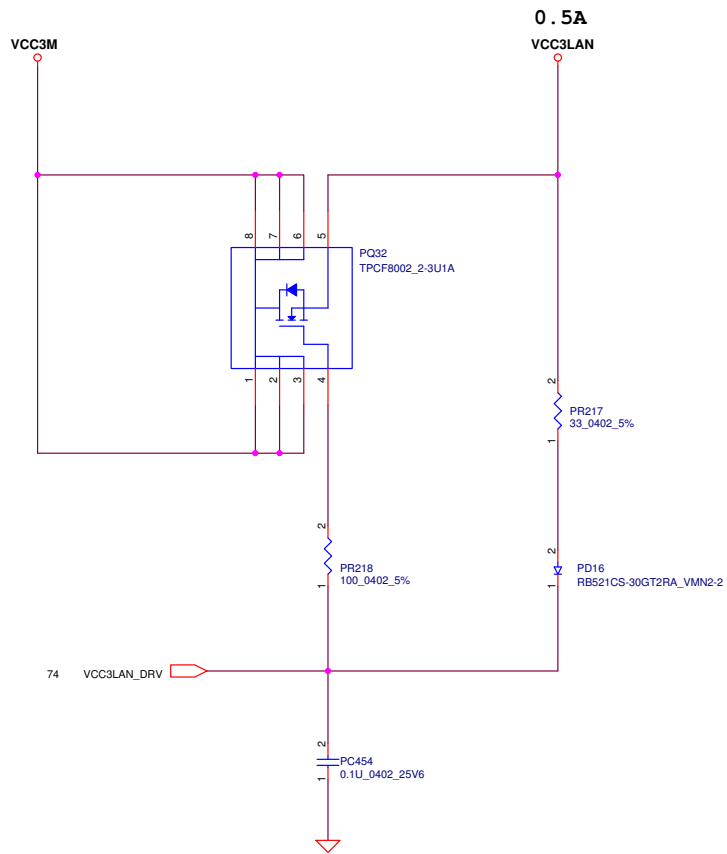 0.5A
VCC3M
VCC3LAN
8
7
6
5
PQ32
TPCF8002_2-3U1A
1
2
3
4
2
PR217
33_0402_5%
1
2
PR218
100_0402_5%
1
2
PD16
RB521CS-30GT2RA_VMN2-2
1
74 VCC3LAN_DRV
2
PC454
0.1U_0402_25V6
1